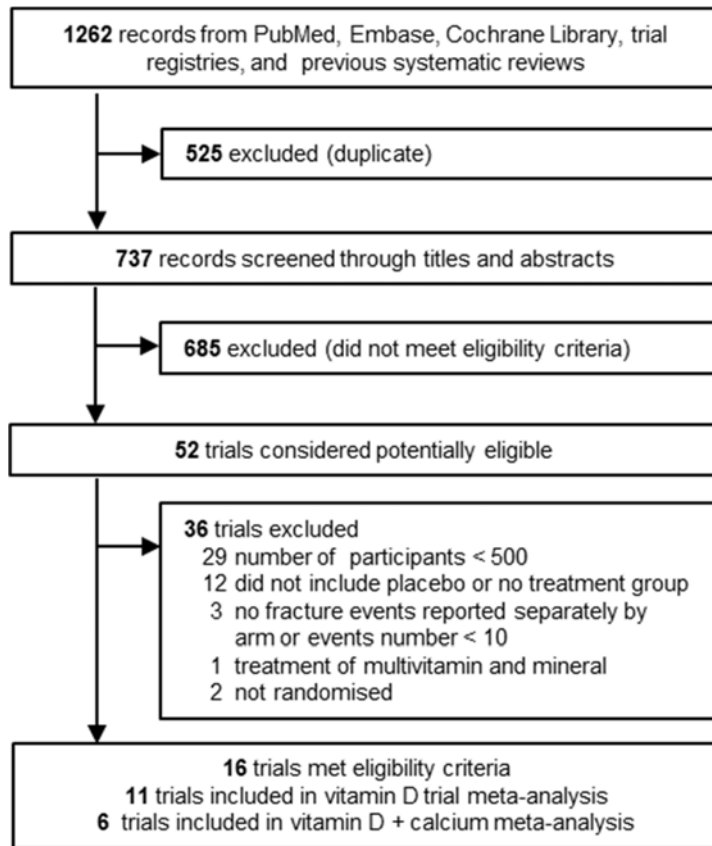 1262 records from PubMed, Embase, Cochrane Library, trial
registries, and previous systematic reviews
525 excluded (duplicate)
737 records screened through titles and abstracts
685 excluded (did not meet eligibility criteria)
52 trials considered potentially eligible
36 trials excluded
29 number of participants < 500
12 did not include placebo or no treatment group
3 no fracture events reported separately by
arm or events number < 10
1 treatment of multivitamin and mineral
2 not randomised
16 trials met eligibility criteria
11 trials included in vitamin D trial meta-analysis
6 trials included in vitamin D + calcium meta-analysis